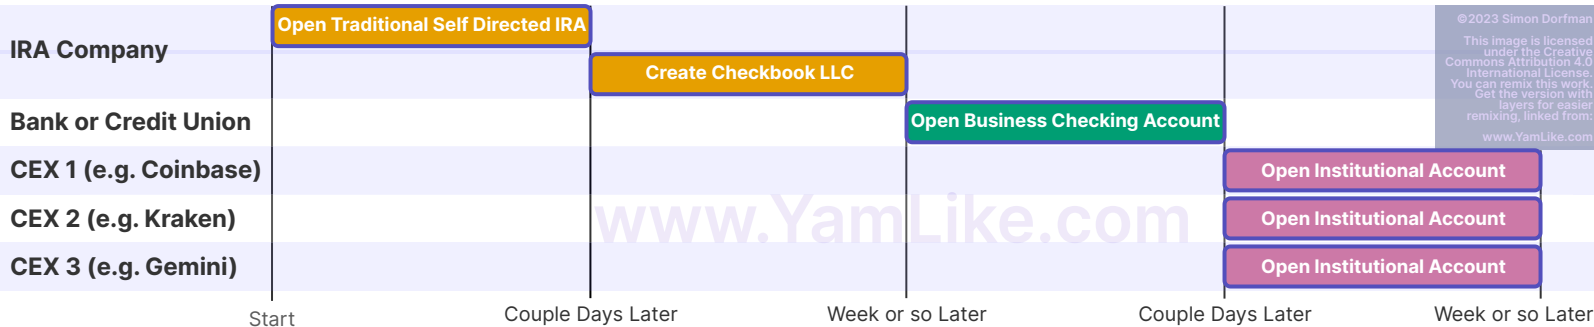 IRA Company
Open Traditional Self Directed IRA
Create Checkbook LLC
Bank or Credit Union
Open Business Checking Account
CEX 1 (e.g. Coinbase)
Open Institutional Account
CEX 2 (e.g. Kraken)
Open Institutional Account
CEX 3 (e.g. Gemini)
Open Institutional Account
Start
Couple Days Later
Week or so Later
Couple Days Later
Week or so Later
www.YamLike.com
©2023 Simon Dorfman
This image is licensed
under the Creative
Commons Attribution 4.0
International License.
You can remix this work.
Get the version with
layers for easier
remixing, linked from:
www.YamLike.com